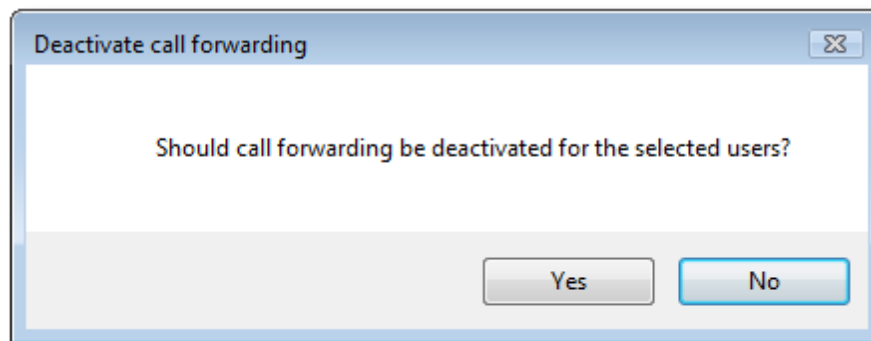 Deactivate call forwarding
Should call forwarding be deactivated for the selected users?
Yes No